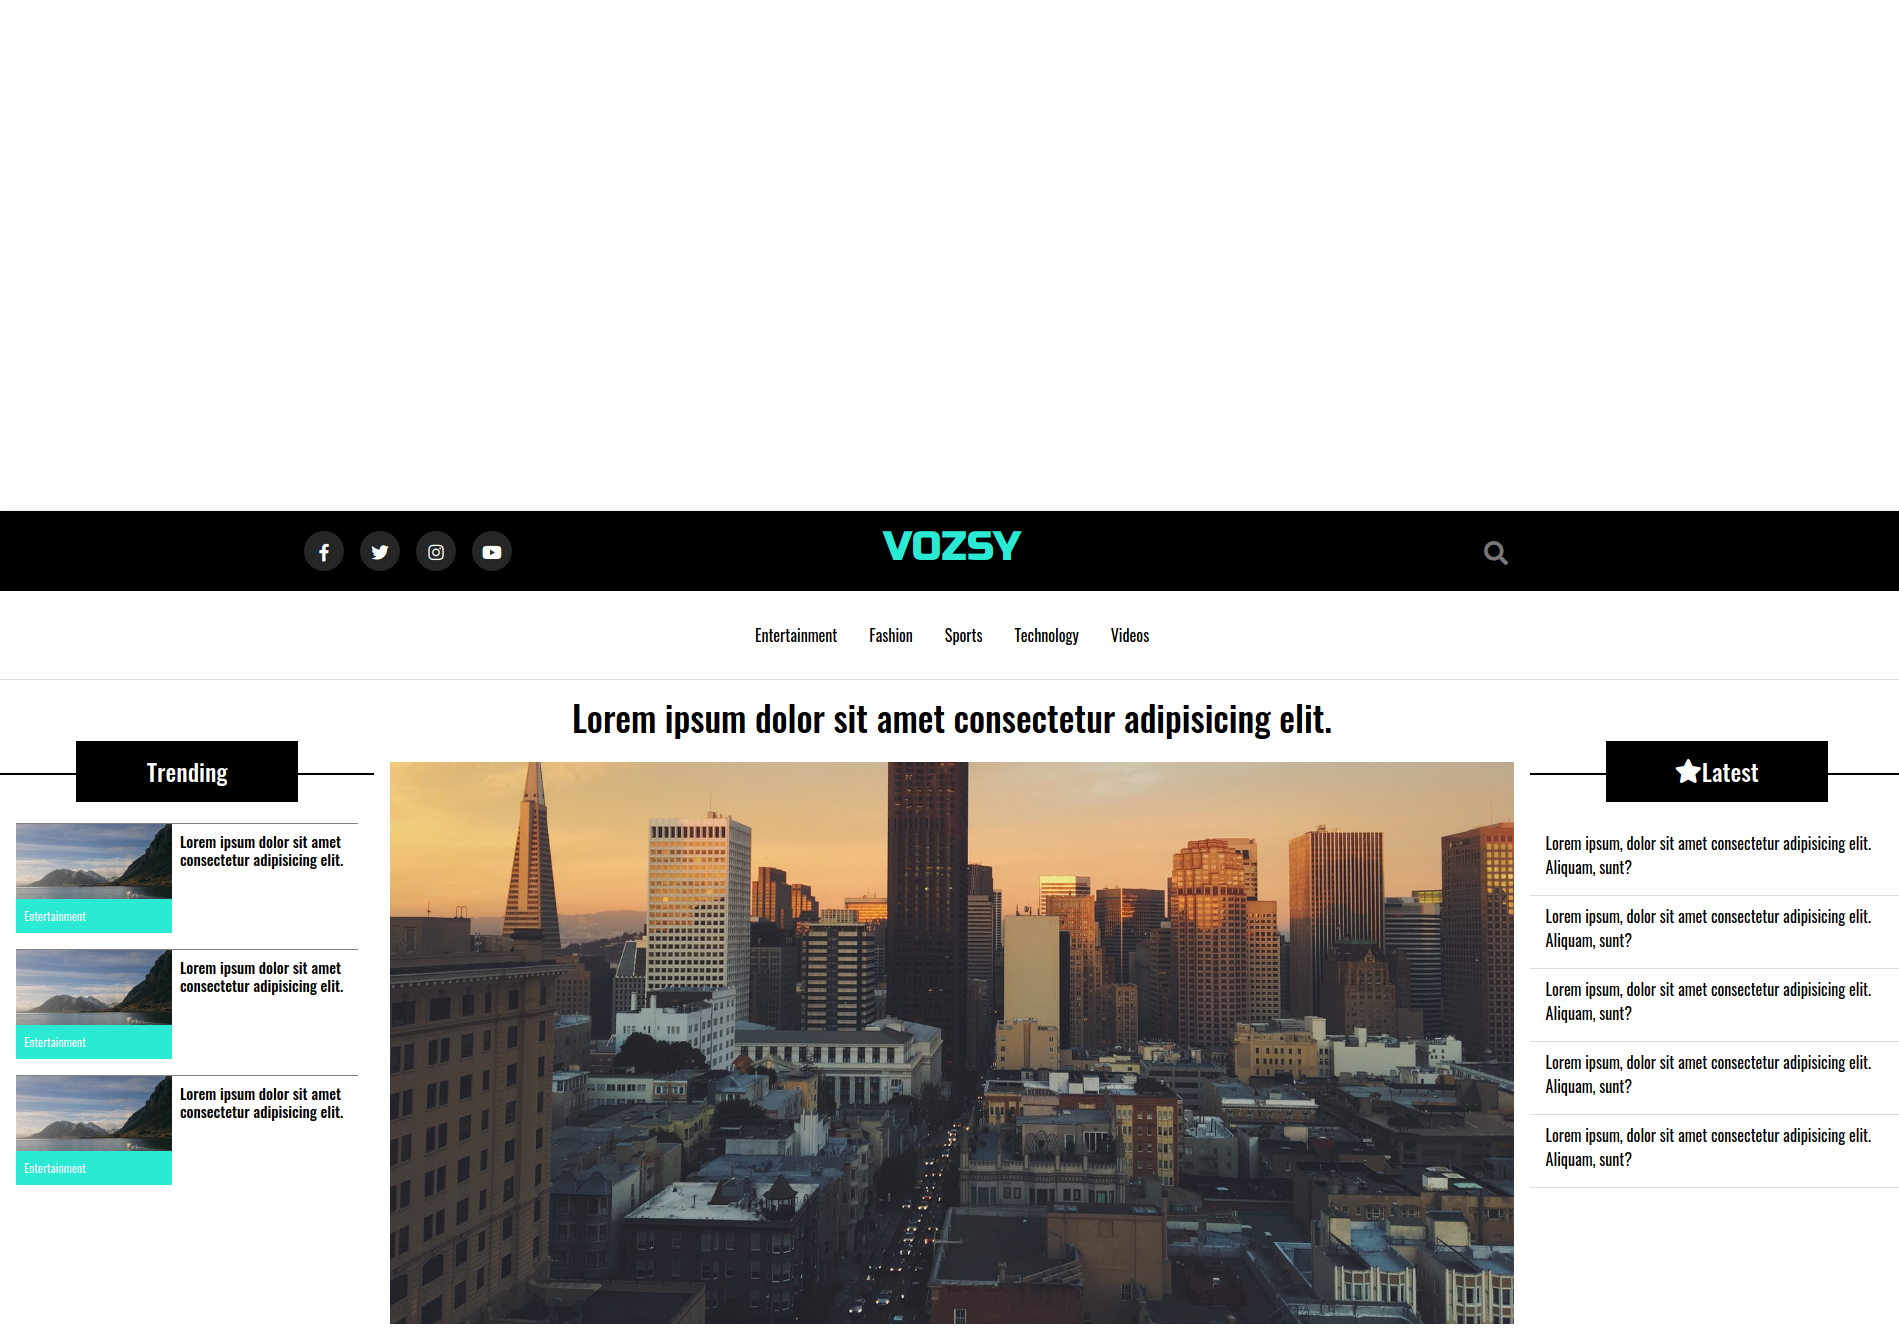 VOZSY
Entertainment Fashion Sports Technology Videos
Lorem ipsum dolor sit amet consectetur adipisicing elit.
Trending
Lorem ipsum dolor sit amet
consectetur adipisicing elit.
Entertainment
Lorem ipsum dolor sit amet
consectetur adipisicing elit.
Entertainment
Lorem ipsum dolor sit amet
consectetur adipisicing elit.
Entertainment
Latest
Lorem ipsum, dolor sit amet consectetur adipisicing elit.
Aliquam, sunt?
Lorem ipsum, dolor sit amet consectetur adipisicing elit.
Aliquam, sunt?
Lorem ipsum, dolor sit amet consectetur adipisicing elit.
Aliquam, sunt?
Lorem ipsum, dolor sit amet consectetur adipisicing elit.
Aliquam, sunt?
Lorem ipsum, dolor sit amet consectetur adipisicing elit.
Aliquam, sunt?